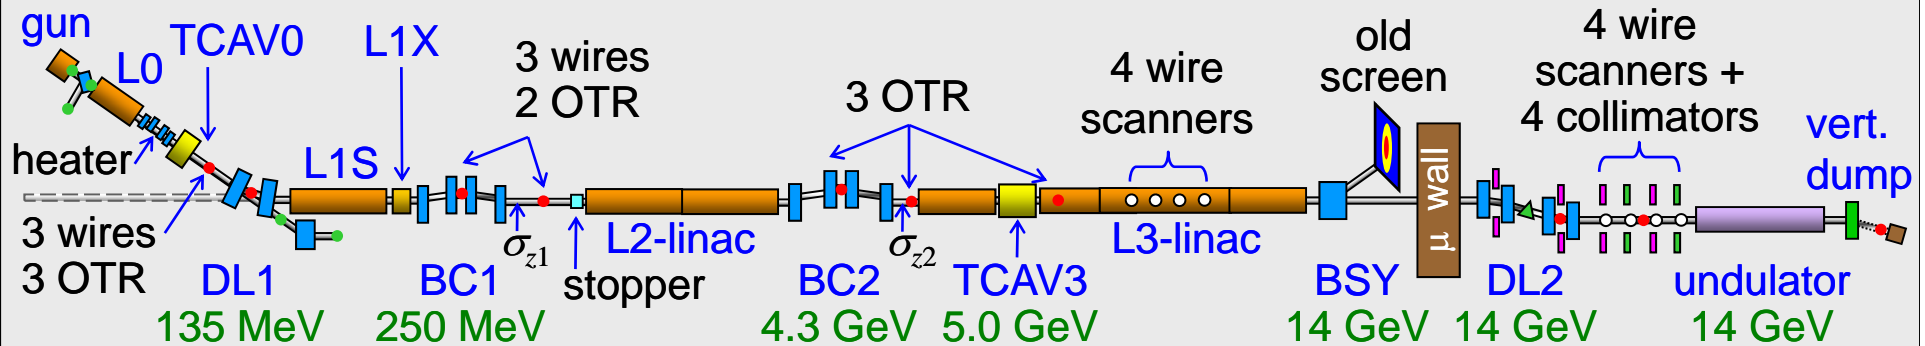 gun
L0
TCAV0
L1X
3 wires
2 OTR
3 OTR
4 wire
scanners
old
screen
4 wire
scanners +
4 collimators
vert.
dump
heater
L1S
μ wall
3 wires
3 OTR
σz1
L2-linac
σz2
L3-linac
stopper
DL1
BC1
BC2
TCAV3
BSY
DL2
undulator
135 MeV
250 MeV
4.3 GeV
5.0 GeV
14 GeV
14 GeV
14 GeV